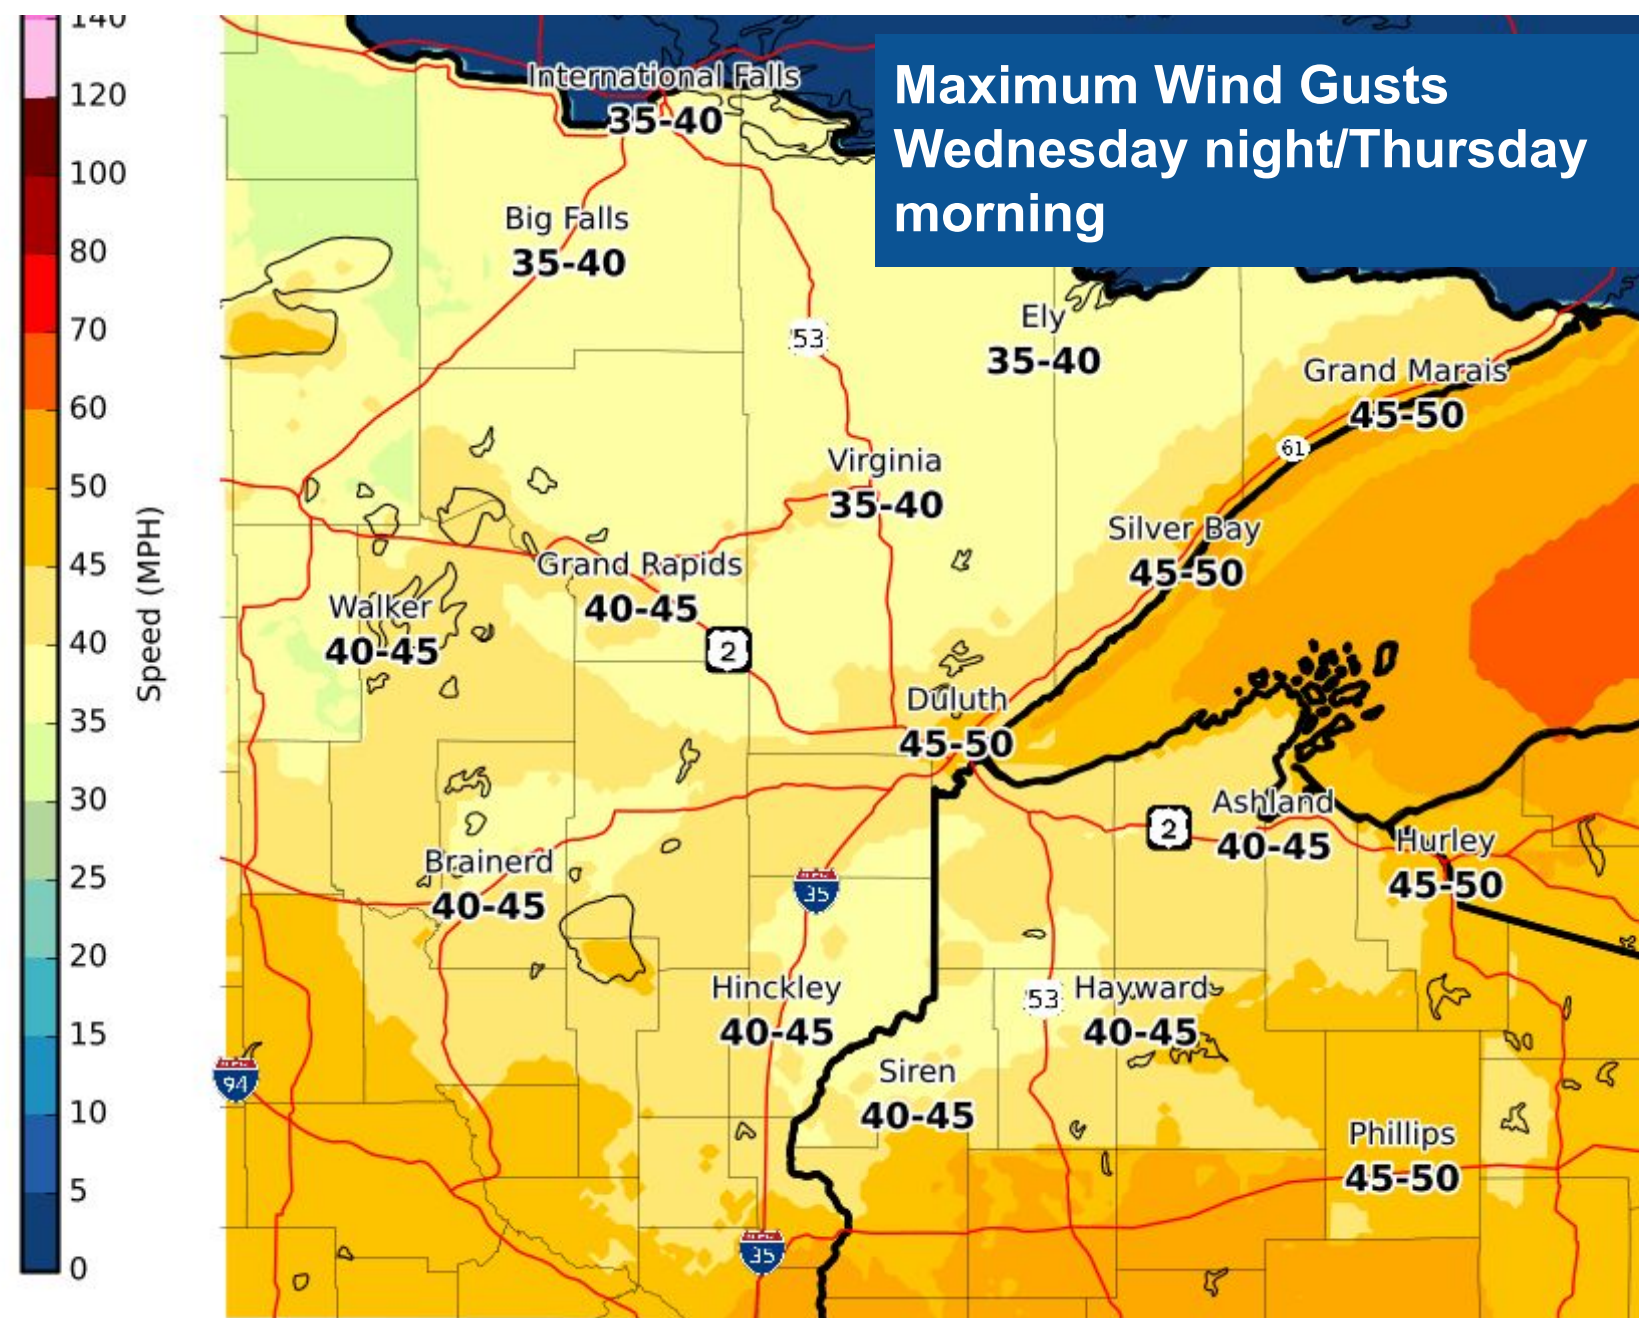 Maximum Wind Gusts
Wednesday night/Thursday
morning
140
120
100
80
70
60
50
45
40
35
30
25
20
15
10
5
0
Speed (MPH)
International Falls
35-40
Big Falls
35-40
53
Ely
35-40
Grand Marais
45-50
61
Virginia
35-40
Silver Bay
45-50
Grand Rapids
40-45
Walker
40-45
2
Duluth
45-50
Ashland
40-45
2
Hurley
45-50
Brainerd
40-45
35
Hinckley
40-45
53
Hayward
40-45
Siren
40-45
94
Phillips
45-50
35